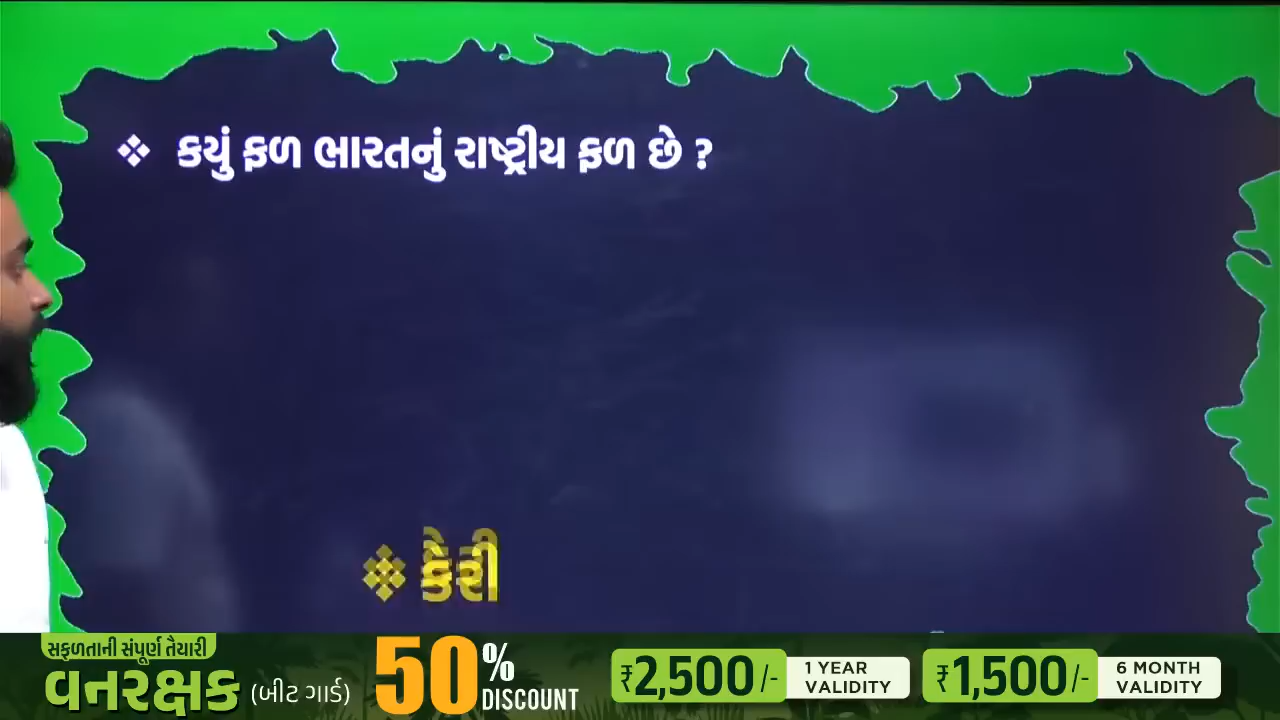 ❖ કયું ફળ ભારતનું રાષ્ટ્રીય ફળ છે ?
❖ કેરી
સફળતાની સંપૂર્ણ તૈયારી
વનરક્ષક (બીટ ગાર્ડ)
50% DISCOUNT
₹2,500/- 1 YEAR VALIDITY
₹1,500/- 6 MONTH VALIDITY